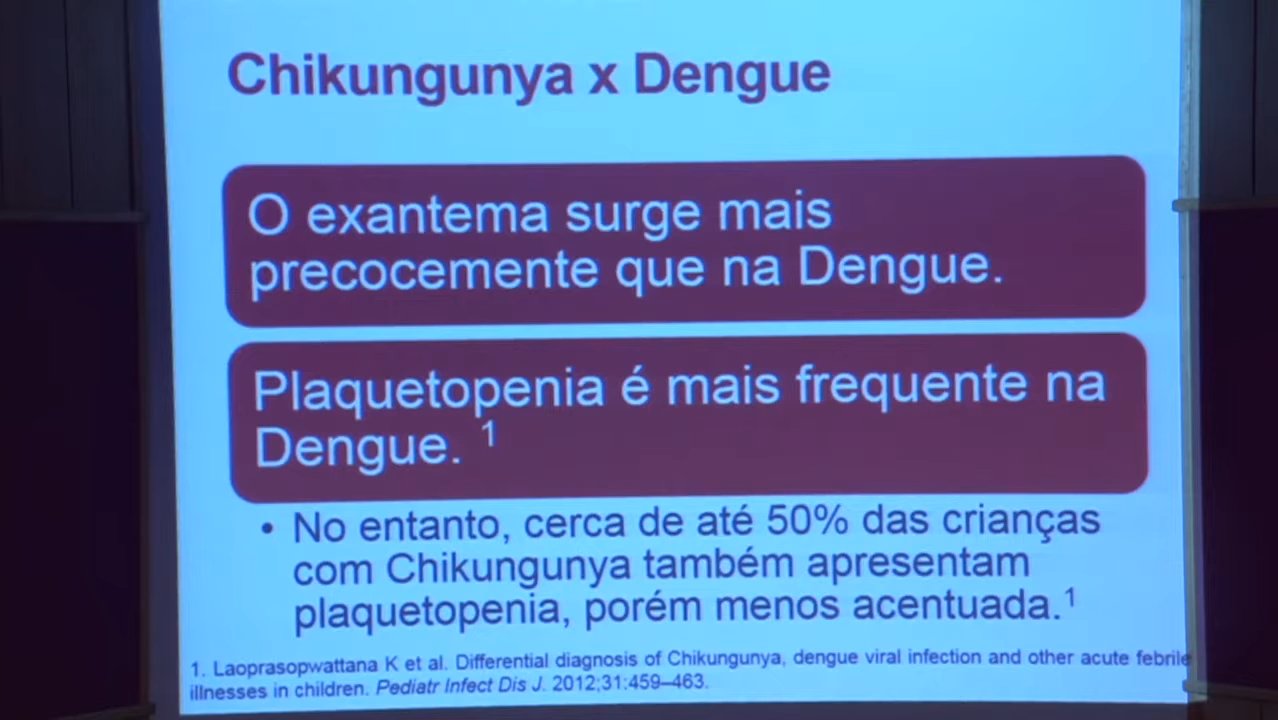 Chikungunya x Dengue
O exantema surge mais
precocemente que na Dengue.
Plaquetopenia é mais frequente na
Dengue. 1
• No entanto, cerca de até 50% das crianças
com Chikungunya também apresentam
plaquetopenia, porém menos acentuada.1
1. Laoprasopwattana K et al. Differential diagnosis of Chikungunya, dengue viral infection and other acute febrile
illnesses in children. Pediatr Infect Dis J. 2012;31:459–463.